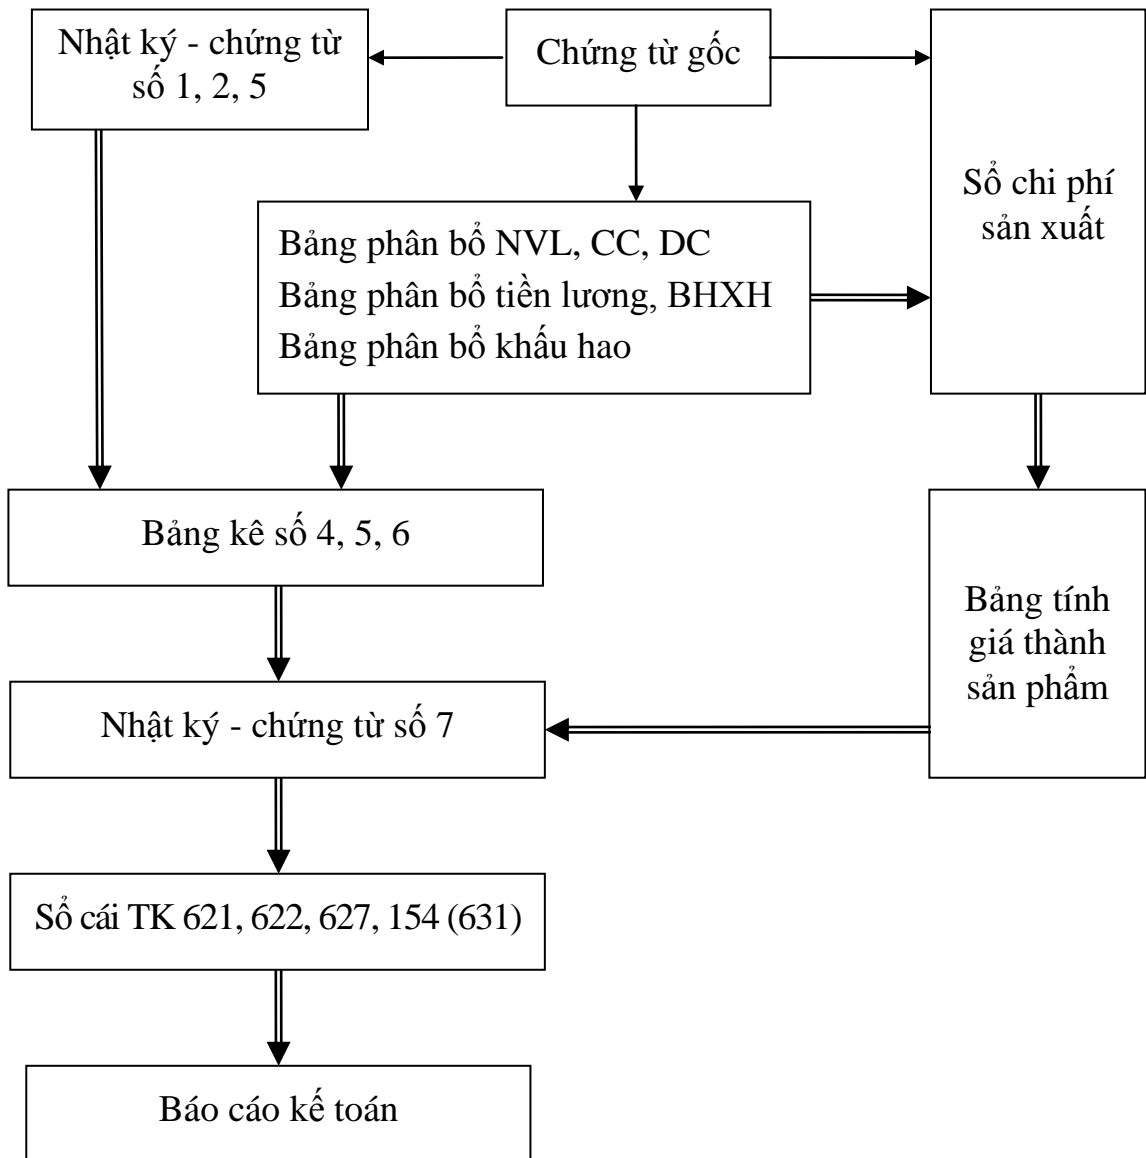 Nhật ký - chứng từ
số 1, 2, 5
Chứng từ gốc
Sổ chi phí
sản xuất
Bảng phân bổ NVL, CC, DC
Bảng phân bổ tiền lương, BHXH
Bảng phân bổ khấu hao
Bảng kê số 4, 5, 6
Bảng tính
giá thành
sản phẩm
Nhật ký - chứng từ số 7
Sổ cái TK 621, 622, 627, 154 (631)
Báo cáo kế toán